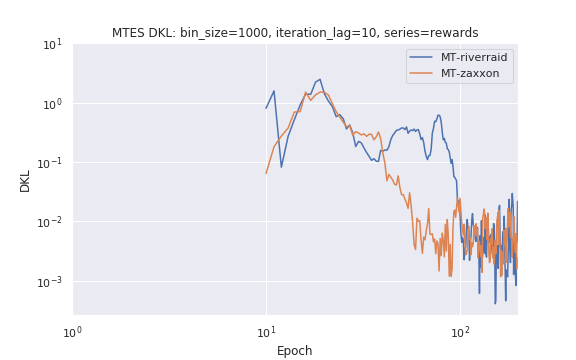 MTES DKL: bin_size=1000, iteration_lag=10, series=rewards
MT-riverraid
MT-zaxxon
DKL
10¹
10⁰
10⁻¹
10⁻²
10⁻³
10⁰
10¹
10²
Epoch